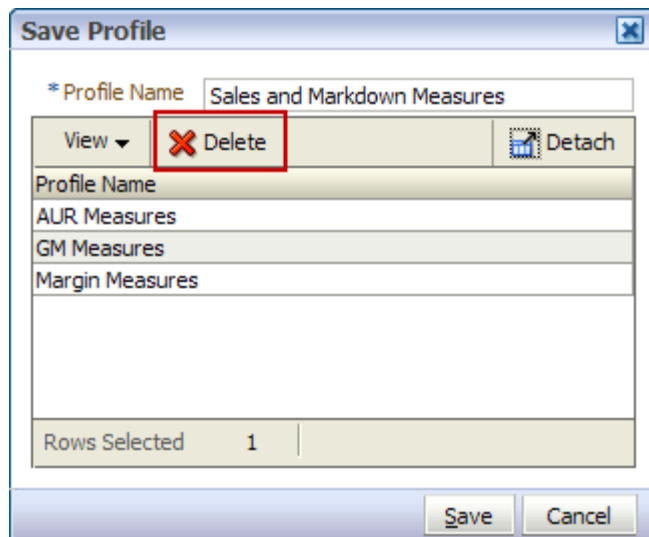 Save Profile
* Profile Name Sales and Markdown Measures
View Delete Detach
Profile Name
AUR Measures
GM Measures
Margin Measures
Rows Selected 1
Save Cancel